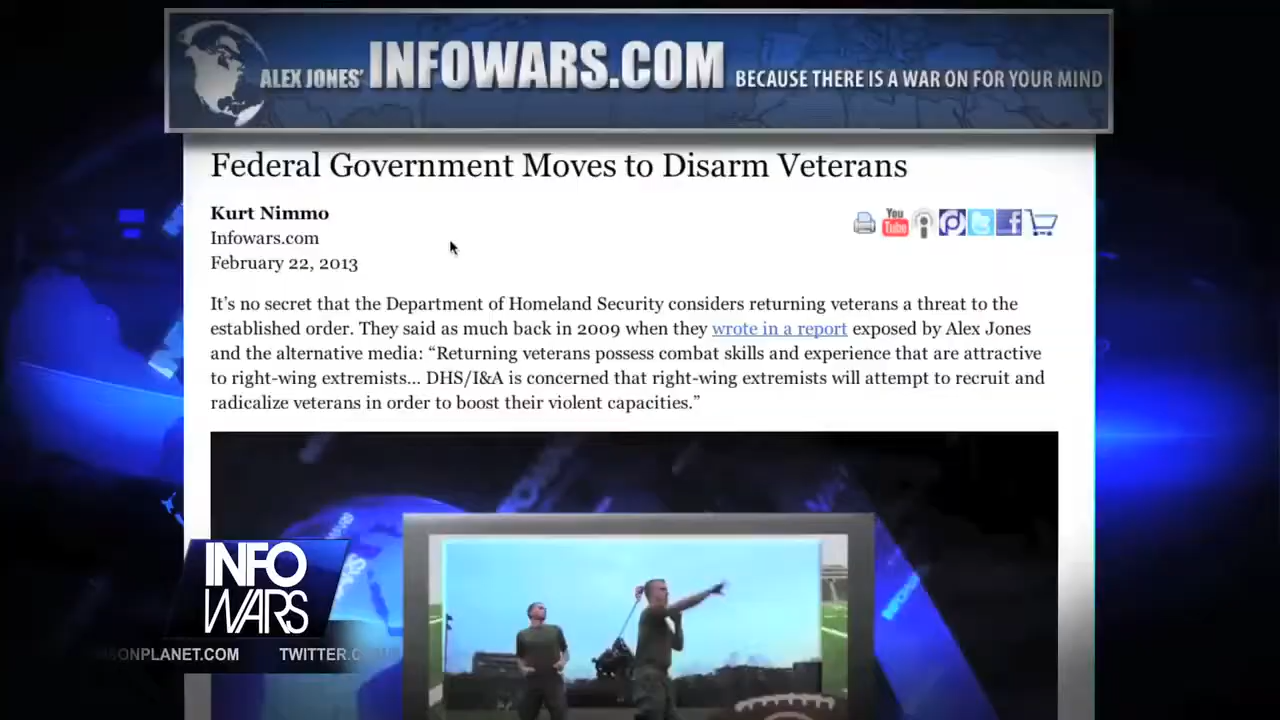 ALEX JONES' INFOWARS.COM BECAUSE THERE IS A WAR ON FOR YOUR MIND
Federal Government Moves to Disarm Veterans
Kurt Nimmo
Infowars.com
February 22, 2013
You
Tube
It's no secret that the Department of Homeland Security considers returning veterans a threat to the
established order. They said as much back in 2009 when they wrote in a report exposed by Alex Jones
and the alternative media: “Returning veterans possess combat skills and experience that are attractive
to right-wing extremists… DHS/I&A is concerned that right-wing extremists will attempt to recruit and
radicalize veterans in order to boost their violent capacities.”
INFO
WARS